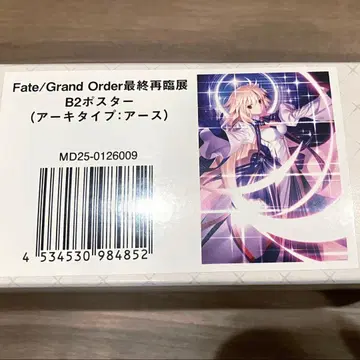 Fate/Grand Order最終再臨展
B2ポスター
(アーキタイプ:アース)
MD25-0126009
4 534530 984852